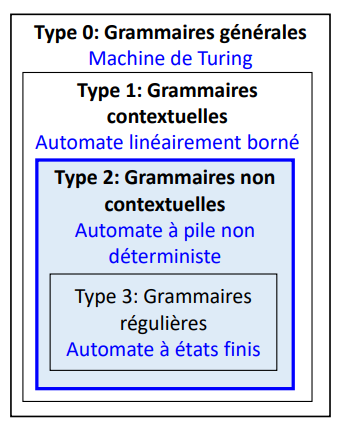 Type 0: Grammaires générales
Machine de Turing
Type 1: Grammaires
contextuelles
Automate linéairement borné
Type 2: Grammaires non
contextuelles
Automate à pile non
déterministe
Type 3: Grammaires
régulières
Automate à états finis